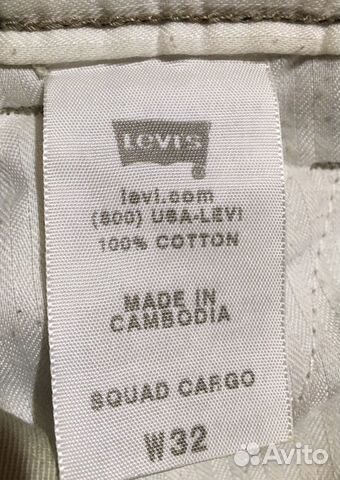 Levi's
levi.com
(800) USA-LEVI
100% COTTON
MADE IN
CAMBODIA
SQUAD CARGO
W32
Avito